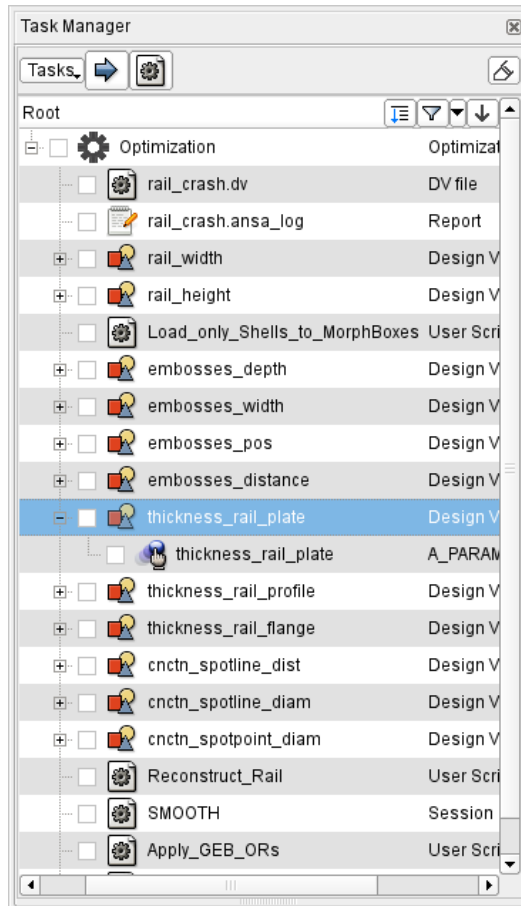 Task Manager
Tasks
Root
Optimization Optimizat
rail_crash.dv DV file
rail_crash.ansa_log Report
rail_width Design V
rail_height Design V
Load_only_Shells_to_MorphBoxes User Scri
embosses_depth Design V
embosses_width Design V
embosses_pos Design V
embosses_distance Design V
thickness_rail_plate Design V
thickness_rail_plate A_PARAM
thickness_rail_profile Design V
thickness_rail_flange Design V
cnctn_spotline_dist Design V
cnctn_spotline_diam Design V
cnctn_spotpoint_diam Design V
Reconstruct_Rail User Scri
SMOOTH Session
Apply_GEB_ORs User Scri